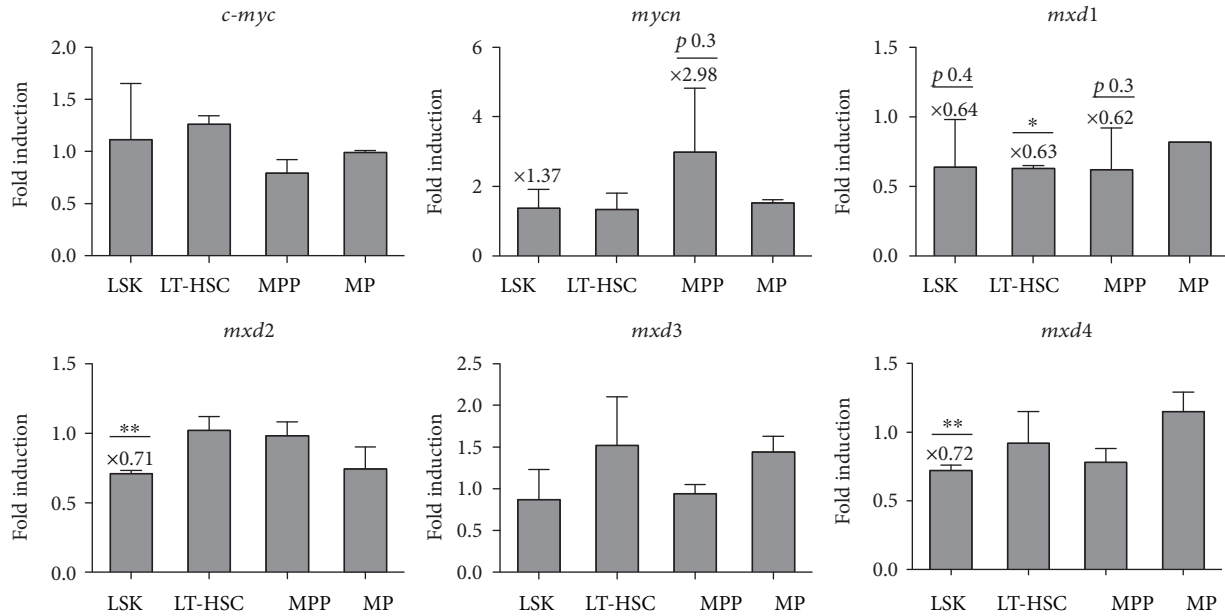 c-myc
Fold induction
2.0
1.5
1.0
0.5
0.0
LSK LT-HSC MPP MP
mycn
Fold induction
6
4
2
0
×1.37
p 0.3
×2.98
LSK LT-HSC MPP MP
mxd1
Fold induction
1.5
1.0
0.5
0.0
p 0.4
×0.64
*
×0.63
p 0.3
×0.62
LSK LT-HSC MPP MP
mxd2
Fold induction
1.5
1.0
0.5
0.0
**
×0.71
LSK LT-HSC MPP MP
mxd3
Fold induction
2.5
2.0
1.5
1.0
0.5
0.0
LSK LT-HSC MPP MP
mxd4
Fold induction
1.5
1.0
0.5
0.0
**
×0.72
LSK LT-HSC MPP MP